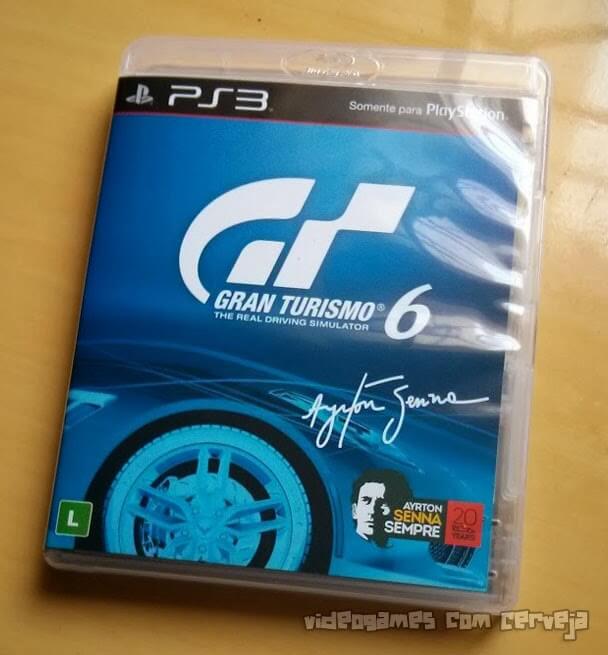 PS3
Somente para PlayStation
GRAN TURISMO® 6
THE REAL DRIVING SIMULATOR
Ayrton Senna
AYRTON
SENNA
SEMPRE
20
YEARS
L
videogames com cerveja